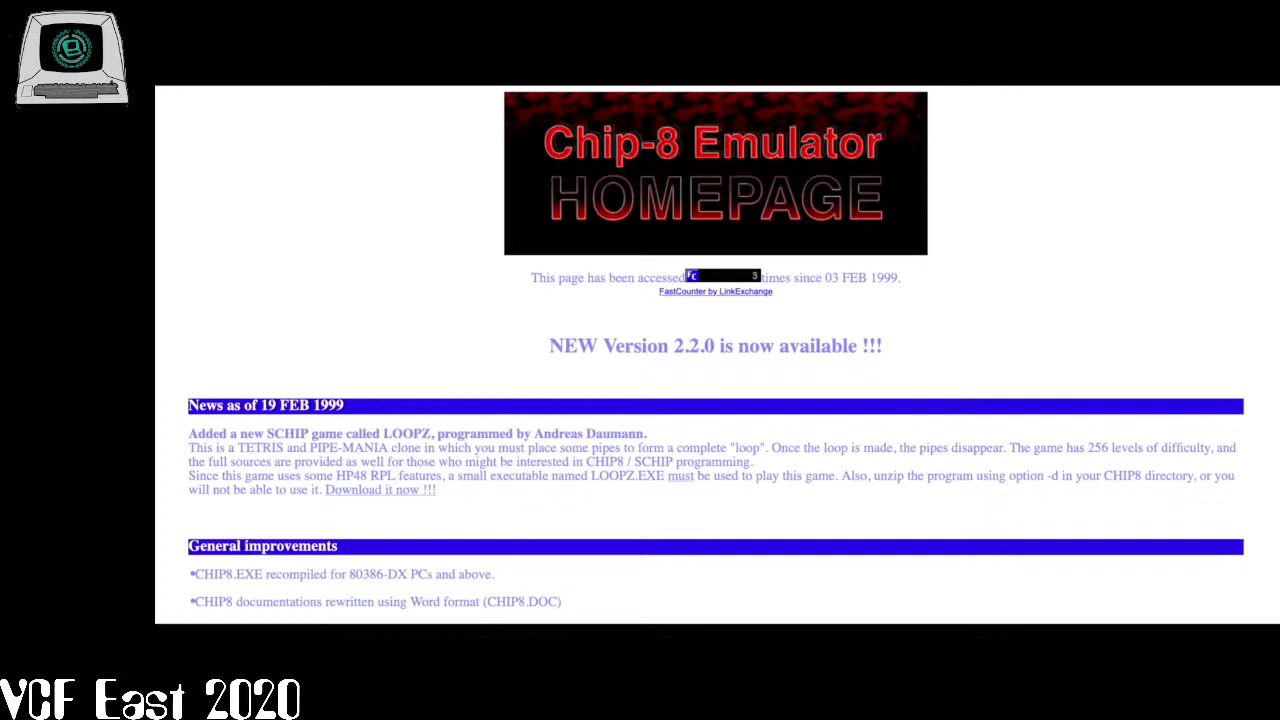 Chip-8 Emulator
HOMEPAGE
This page has been accessed FC 3 times since 03 FEB 1999.
FastCounter by LinkExchange
NEW Version 2.2.0 is now available !!!
News as of 19 FEB 1999
Added a new SCHIP game called LOOPZ, programmed by Andreas Daumann.
This is a TETRIS and PIPE-MANIA clone in which you must place some pipes to form a complete "loop". Once the loop is made, the pipes disappear. The game has 256 levels of difficulty, and
the full sources are provided as well for those who might be interested in CHIP8 / SCHIP programming.
Since this game uses some HP48 RPL features, a small executable named LOOPZ.EXE must be used to play this game. Also, unzip the program using option -d in your CHIP8 directory, or you
will not be able to use it. Download it now !!!
General improvements
•CHIP8.EXE recompiled for 80386-DX PCs and above.
•CHIP8 documentations rewritten using Word format (CHIP8.DOC)
VCF East 2020